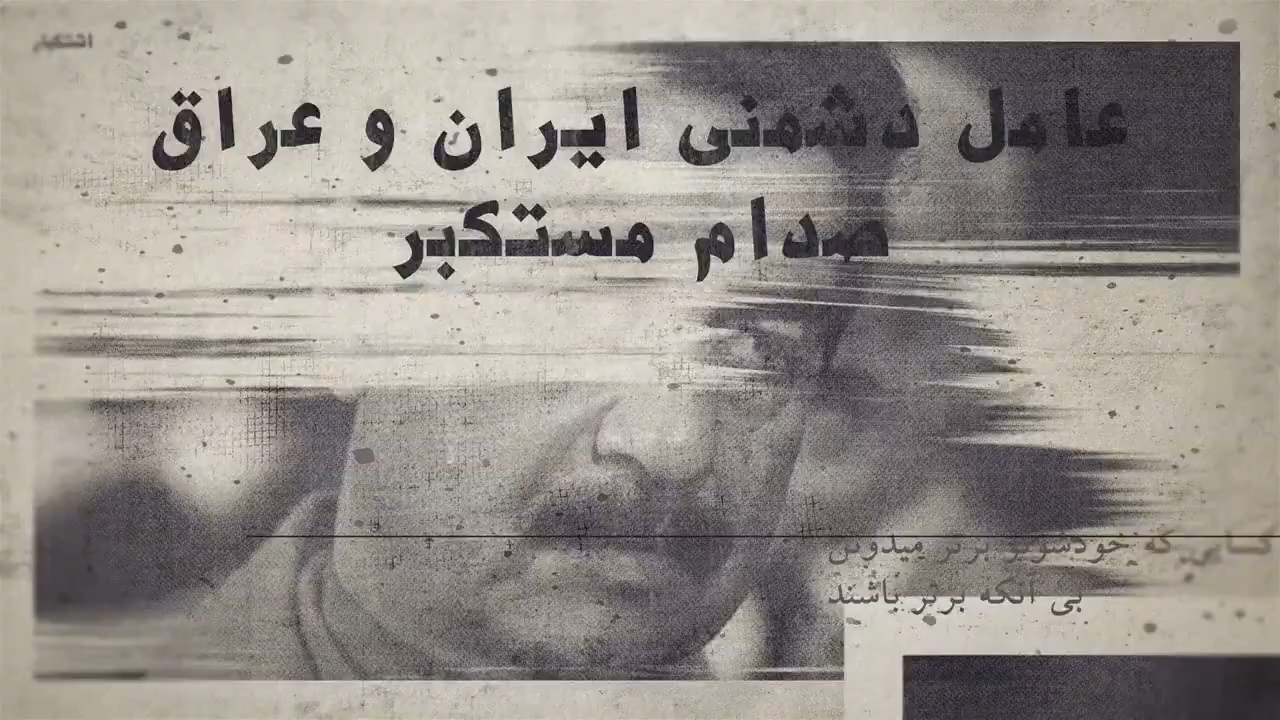 عامل دشمنی ایران و عراق
صدام مستکبر
که خودشونو برتر میدونن
بی آنکه برتر باشند